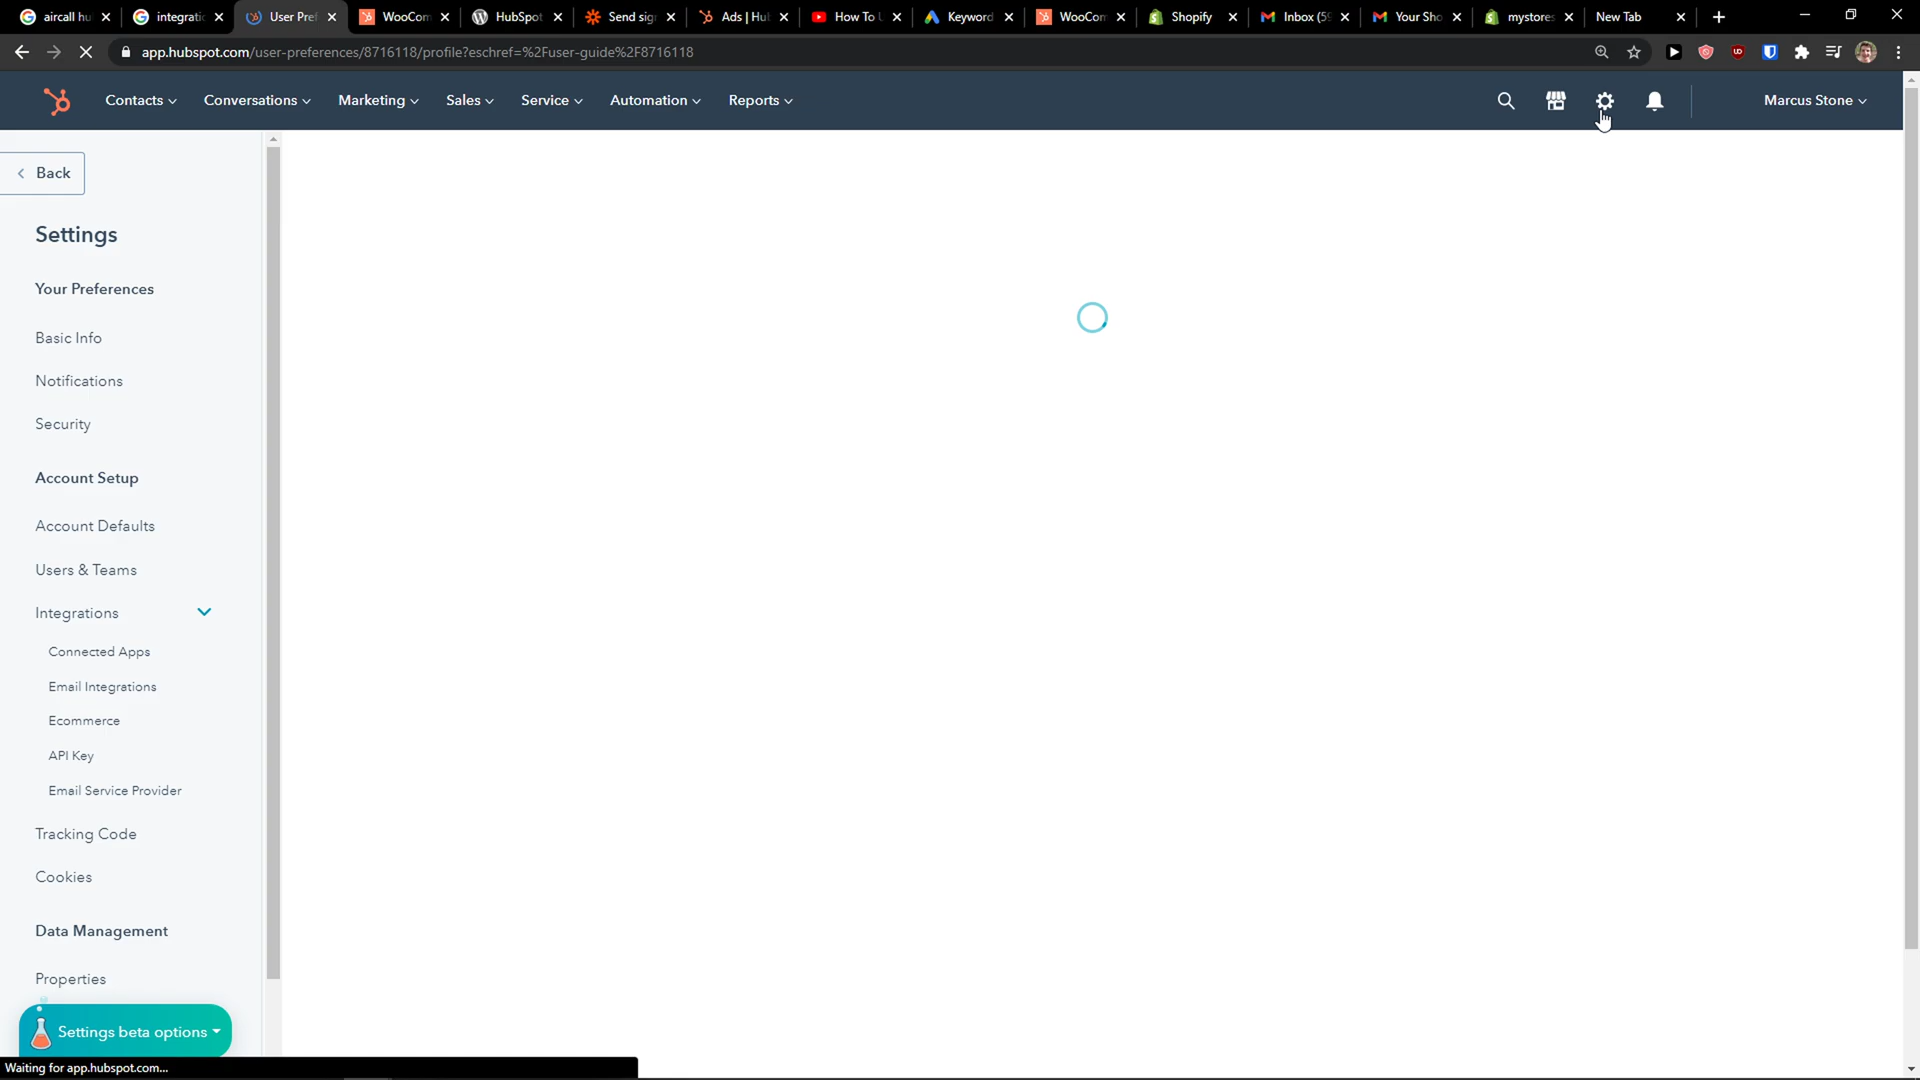 aircall hu
integratio
User Pref
WooCom
HubSpot
Send sig
Ads | Hu
How To U
Keyword
WooCom
Shopify
Inbox (59
Your Sho
mystores
New Tab
app.hubspot.com/user-preferences/8716118/profile?eschref=%2Fuser-guide%2F8716118
Contacts
Conversations
Marketing
Sales
Service
Automation
Reports
Marcus Stone
Back
Settings
Your Preferences
Basic Info
Notifications
Security
Account Setup
Account Defaults
Users & Teams
Integrations
Connected Apps
Email Integrations
Ecommerce
API Key
Email Service Provider
Tracking Code
Cookies
Data Management
Properties
Settings beta options
Waiting for app.hubspot.com...